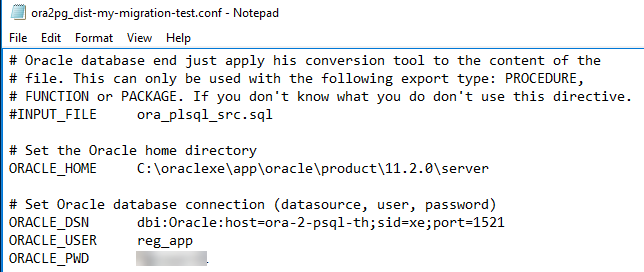 ora2pg_dist-my-migration-test.conf - Notepad
File Edit Format View Help
# Oracle database end just apply his conversion tool to the content of the
# file. This can only be used with the following export type: PROCEDURE,
# FUNCTION or PACKAGE. If you don't know what you do don't use this directive.
#INPUT_FILE ora_plsql_src.sql
# Set the Oracle home directory
ORACLE_HOME C:\oraclexe\app\oracle\product\11.2.0\server
# Set Oracle database connection (datasource, user, password)
ORACLE_DSN dbi:Oracle:host=ora-2-psql-th;sid=xe;port=1521
ORACLE_USER reg_app
ORACLE_PWD